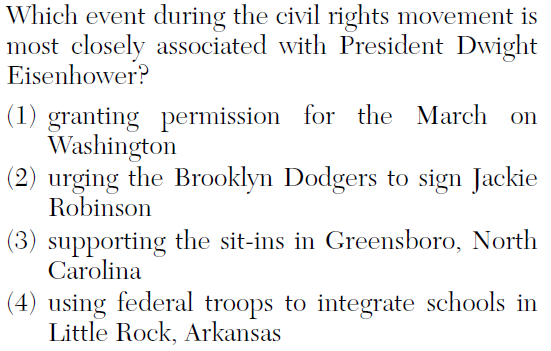 Which event during the civil rights movement is
most closely associated with President Dwight
Eisenhower?
(1) granting permission for the March on
Washington
(2) urging the Brooklyn Dodgers to sign Jackie
Robinson
(3) supporting the sit-ins in Greensboro, North
Carolina
(4) using federal troops to integrate schools in
Little Rock, Arkansas